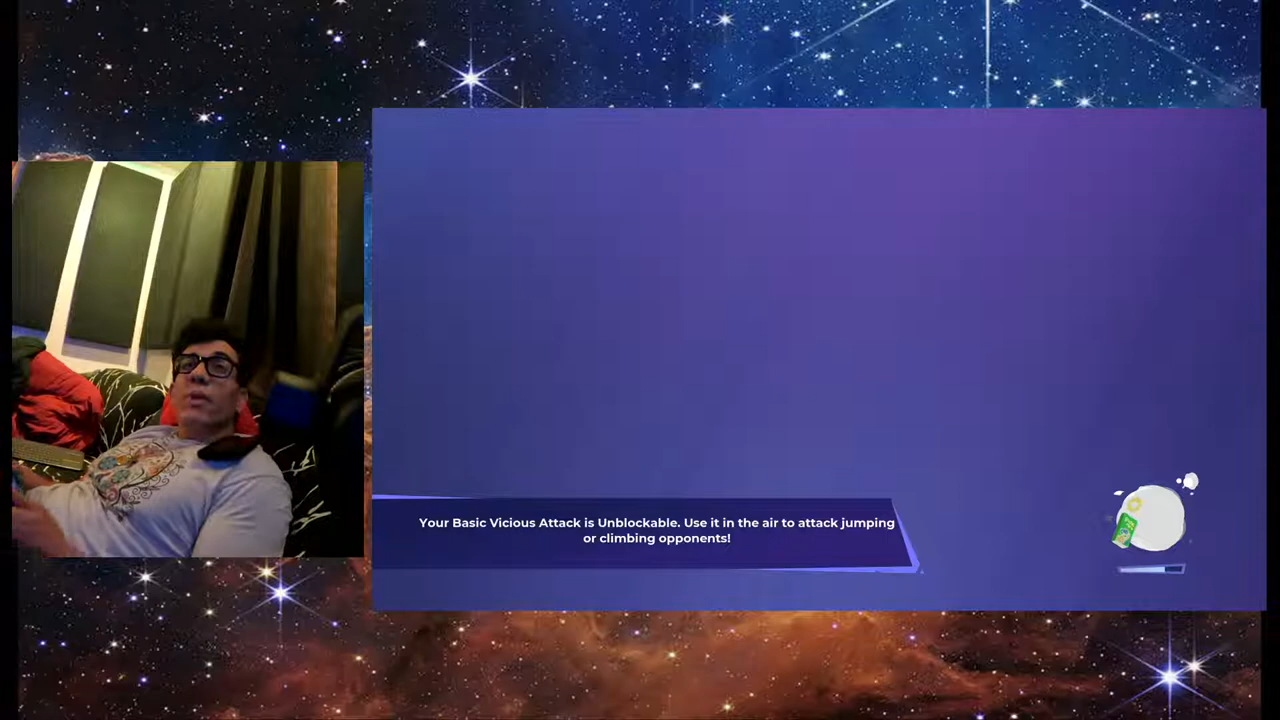 Your Basic Vicious Attack is Unblockable. Use it in the air to attack jumping
or climbing opponents!